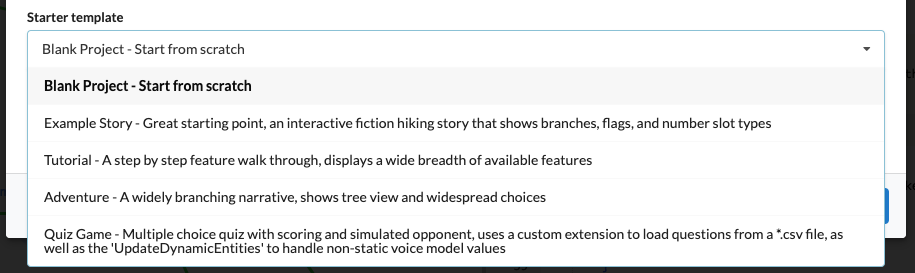 Starter template
Blank Project - Start from scratch
Blank Project - Start from scratch
Example Story - Great starting point, an interactive fiction hiking story that shows branches, flags, and number slot types
Tutorial - A step by step feature walk through, displays a wide breadth of available features
Adventure - A widely branching narrative, shows tree view and widespread choices
Quiz Game - Multiple choice quiz with scoring and simulated opponent, uses a custom extension to load questions from a *.csv file, as
well as the 'UpdateDynamicEntities' to handle non-static voice model values